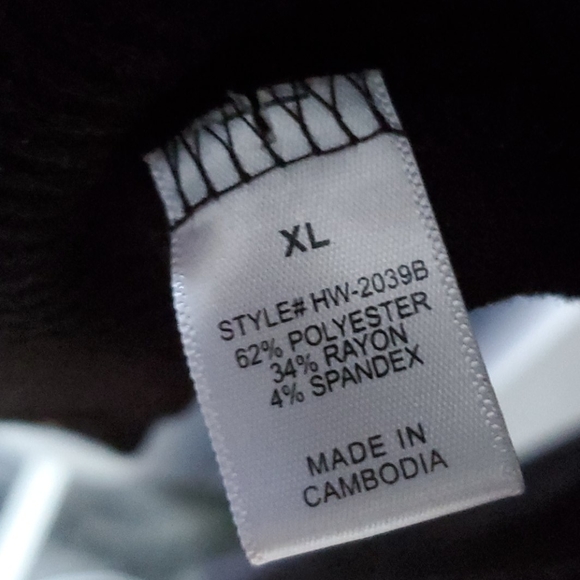 XL
STYLE# HW-2039B
62% POLYESTER
34% RAYON
4% SPANDEX
MADE IN
CAMBODIA